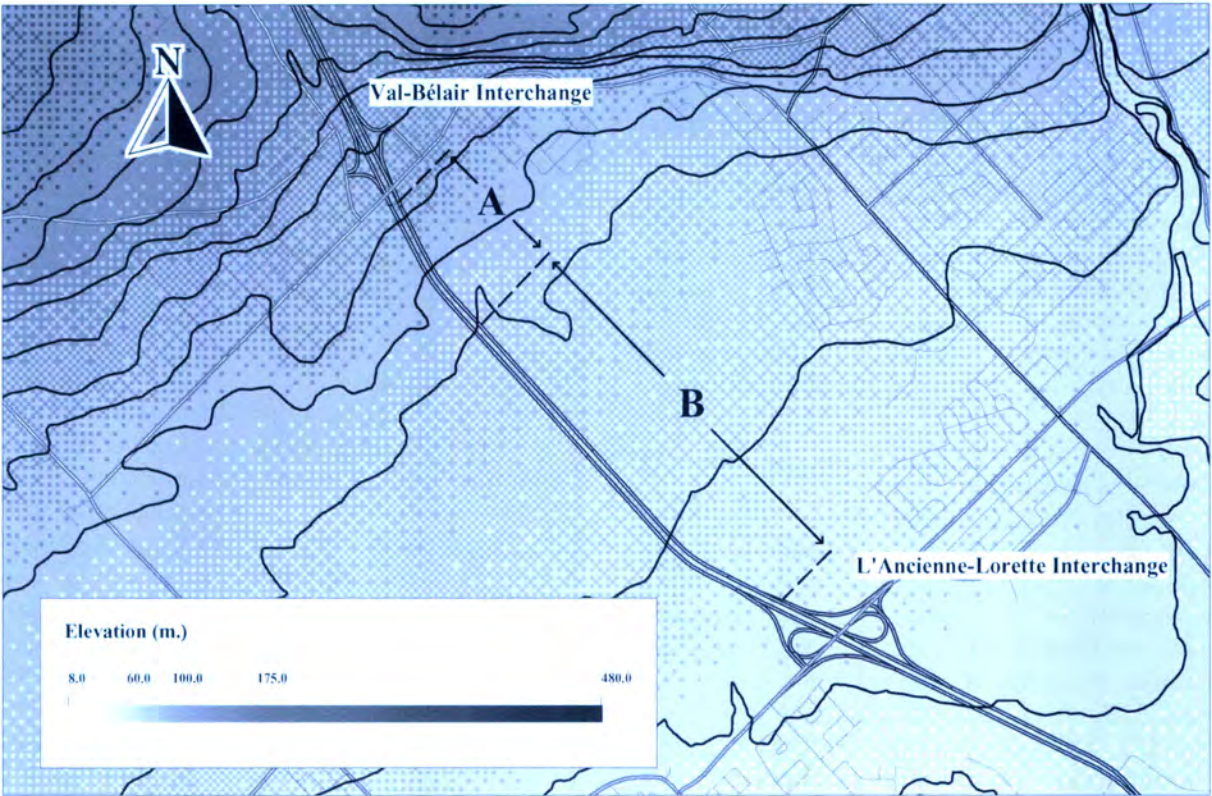 N
Val-Bélair Interchange
A
B
L'Ancienne-Lorette Interchange
Elevation (m.)
8.0 60.0 100.0 175.0 480.0